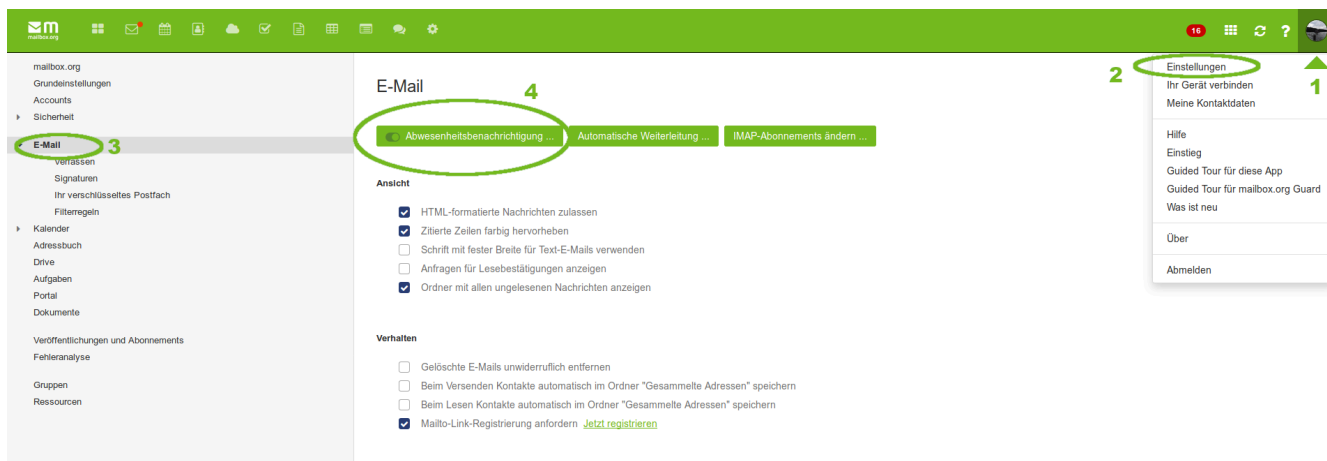 mailbox.org
16
?
mailbox.org
Grundeinstellungen
Accounts
Sicherheit
E-Mail
3
Verfassen
Signaturen
Ihr verschlüsseltes Postfach
Filterregeln
Kalender
Adressbuch
Drive
Aufgaben
Portal
Dokumente
Veröffentlichungen und Abonnements
Fehleranalyse
Gruppen
Ressourcen
E-Mail
4
Abwesenheitsbenachrichtigung ...
Automatische Weiterleitung ...
IMAP-Abonnements ändern ...
Ansicht
HTML-formatierte Nachrichten zulassen
Zitierte Zeilen farbig hervorheben
Schrift mit fester Breite für Text-E-Mails verwenden
Anfragen für Lesebestätigungen anzeigen
Ordner mit allen ungelesenen Nachrichten anzeigen
Verhalten
Gelöschte E-Mails unwiderruflich entfernen
Beim Versenden Kontakte automatisch im Ordner "Gesammelte Adressen" speichern
Beim Lesen Kontakte automatisch im Ordner "Gesammelte Adressen" speichern
Mailto-Link-Registrierung anfordern Jetzt registrieren
2
Einstellungen
1
Ihr Gerät verbinden
Meine Kontaktdaten
Hilfe
Einstieg
Guided Tour für diese App
Guided Tour für mailbox.org Guard
Was ist neu
Über
Abmelden